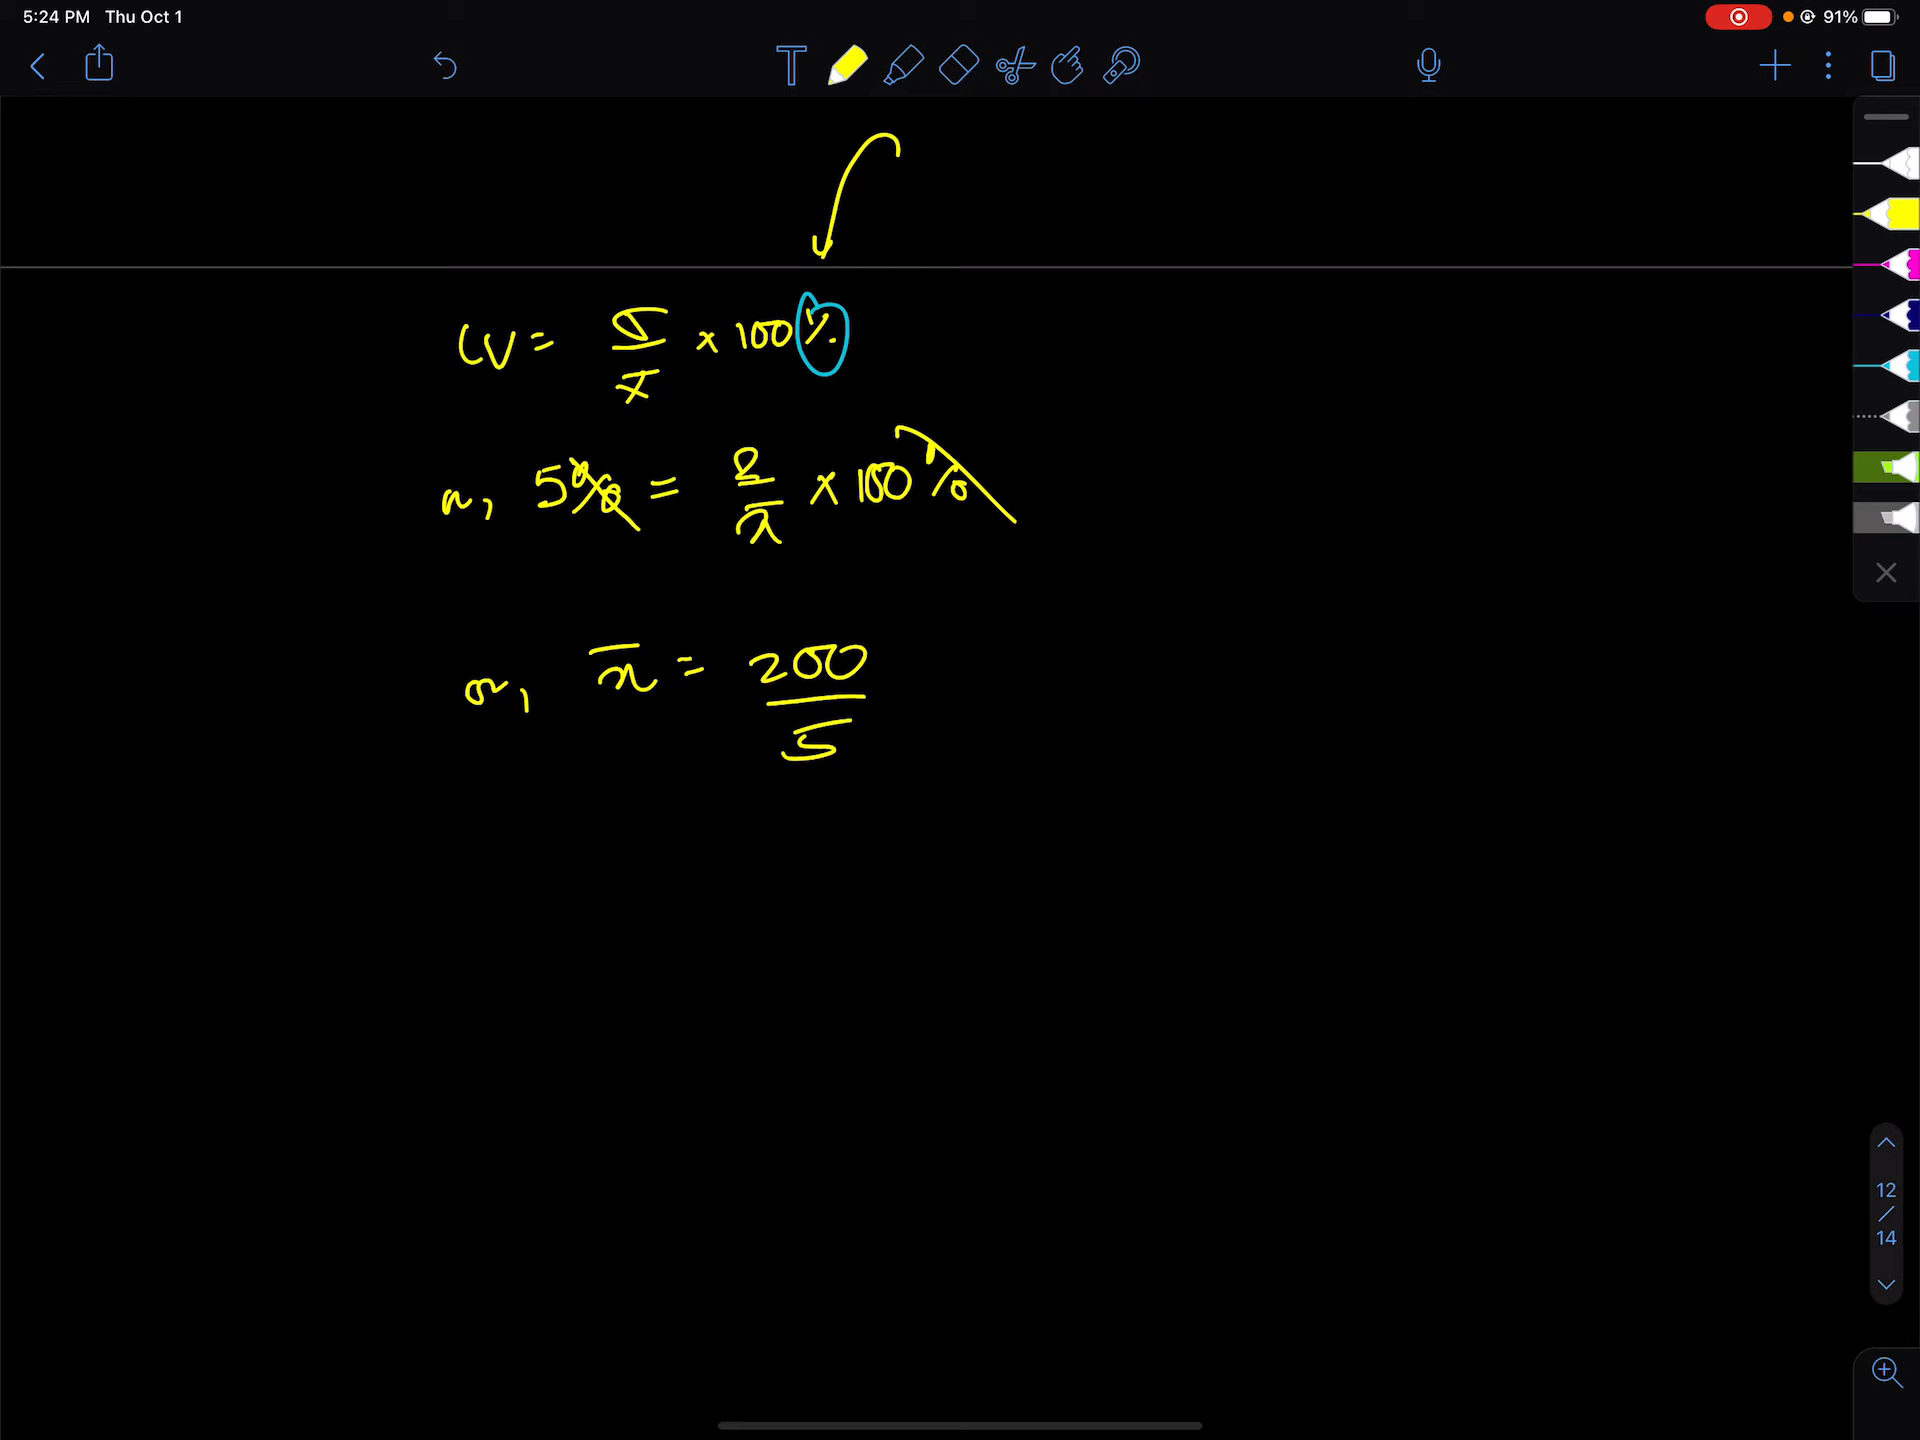 5:24 PM Thu Oct 1
91%
T
CV = σ/x̄ × 100%
or, 5% = 2/x̄ × 100%
or, x̄ = 200/5
12
/
14